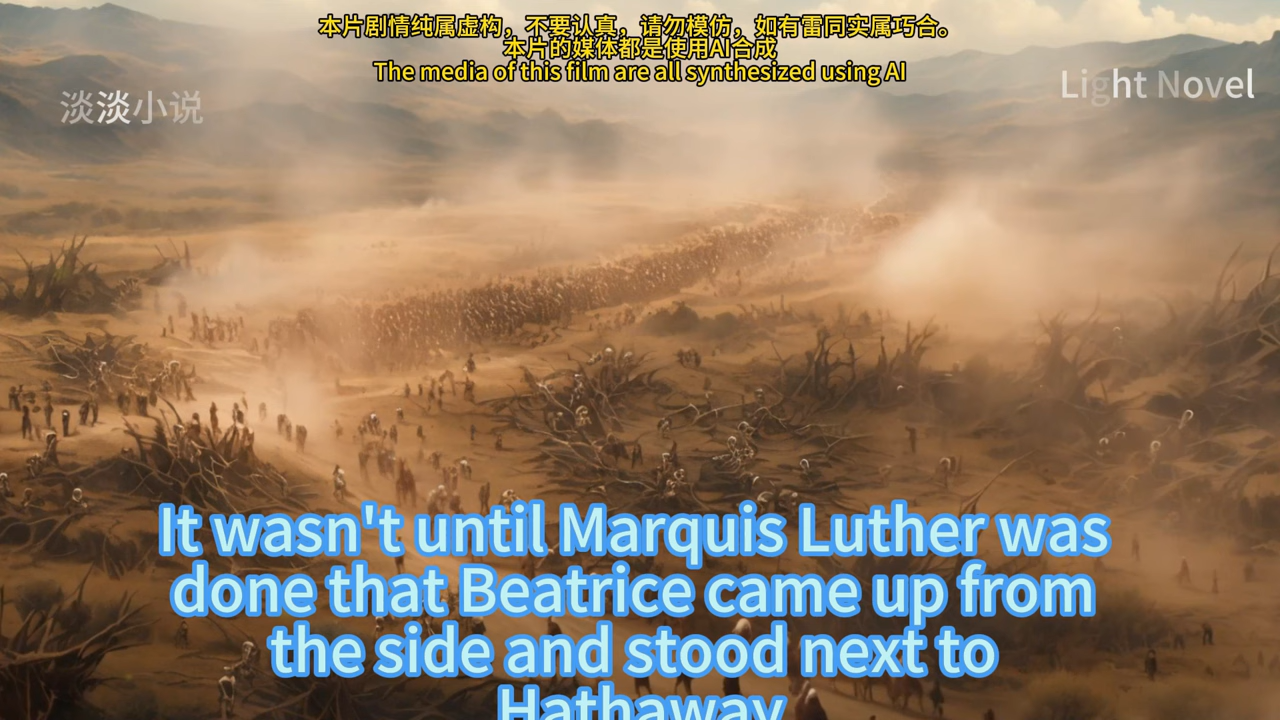 本片剧情纯属虚构，不要认真，请勿模仿，如有雷同实属巧合。
本片的媒体都是使用AI合成
The media of this film are all synthesized using AI
淡淡小说
Light Novel
It wasn't until Marquis Luther was
done that Beatrice came up from
the side and stood next to
Hathaway